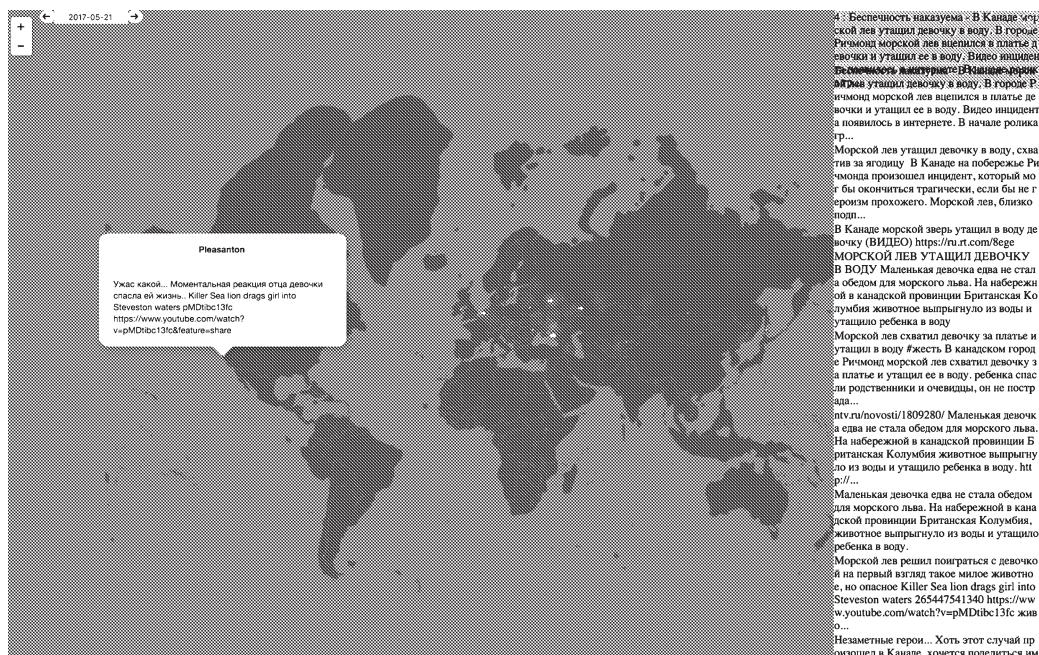 +
−
2017-05-21
Pleasanton
Ужас какой... Моментальная реакция отца девочки
спасла ей жизнь.. Killer Sea lion drags girl into
Steveston waters pMDtibc13fc
https://www.youtube.com/watch?
v=pMDtibc13fc&feature=share
4 : Беспечность наказуема - В Канаде мор
ской лев утащил девочку в воду. В городе
Ричмонд морской лев вцепился в платье д
евочки и утащил ее в воду. Видео инциден
Беспечность наказуема - В Канаде морск
ой лев утащил девочку в воду. В городе Р
ичмонд морской лев вцепился в платье де
вочки и утащил ее в воду. Видео инцидент
а появилось в интернете. В начале ролика
гр...
Морской лев утащил девочку в воду, схва
тив за ягодицу  В Канаде на побережье Ри
чмонда произошел инцидент, который мо
г бы окончиться трагически, если бы не г
ероизм прохожего. Морской лев, близко
подп...
В Канаде морской зверь утащил в воду де
вочку (ВИДЕО) https://ru.rt.com/8ege
МОРСКОЙ ЛЕВ УТАЩИЛ ДЕВОЧКУ
В ВОДУ Маленькая девочка едва не стал
а обедом для морского льва. На набережн
ой в канадской провинции Британская Ко
лумбия животное выпрыгнуло из воды и
утащило ребенка в воду
Морской лев схватил девочку за платье и
утащил в воду #жесть В канадском город
е Ричмонд морской лев схватил девочку з
а платье и утащил ее в воду. ребенка спас
ли родственники и очевидцы, он не постр
ада...
ntv.ru/novosti/1809280/ Маленькая девочк
а едва не стала обедом для морского льва.
На набережной в канадской провинции Б
ританская Колумбия животное выпрыгну
ло из воды и утащило ребенка в воду. htt
p://...
Маленькая девочка едва не стала обедом
для морского льва. На набережной в кана
дской провинции Британская Колумбия,
животное выпрыгнуло из воды и утащило
ребенка в воду.
Морской лев решил поиграться с девочко
й на первый взгляд такое милое животно
е, но опасное Killer Sea lion drags girl into
Steveston waters 265447541340 https://ww
w.youtube.com/watch?v=pMDtibc13fc жив
о...
Незаметные герои... Хоть этот случай пр
оизошел в Канаде, хочется поделиться им